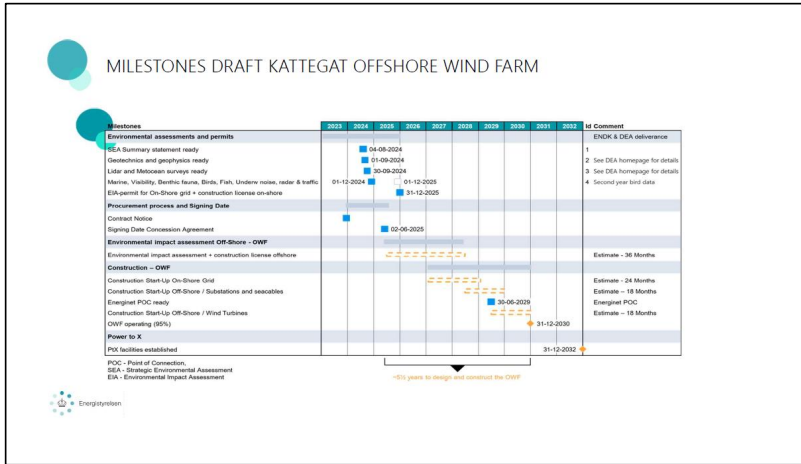 MILESTONES DRAFT KATTEGAT OFFSHORE WIND FARM
Milestones 2023 2024 2025 2026 2027 2028 2029 2030 2031 2032 Id Comment
Environmental assessments and permits ENDK & DEA deliverance
SEA Summary statement ready 04-08-2024 1
Geotechnics and geophysics ready 01-09-2024 2 See DEA homepage for details
Lidar and Metocean surveys ready 30-09-2024 3 See DEA homepage for details
Marine, Visibility, Benthic fauna, Birds, Fish, Underw noise, redar & traffic 01-12-2024 01-12-2025 4 Second year bird data
EIA-permit for On-Shore grid + construction license on-shore 31-12-2025
Procurement process and Signing Date
Contract Notice
Signing Date Concession Agreement 02-06-2025
Environmental impact assessment Off-Shore - OWF
Environmental impact assessment + construction license offshore Estimate - 36 Months
Construction – OWF
Construction Start-Up On-Shore Grid Estimate - 24 Months
Construction Start-Up Off-Shore / Substations and seacables Estimate – 18 Months
Energinet POC ready 30-06-2029 Energinet POC
Construction Start-Up Off-Shore / Wind Turbines Estimate – 18 Months
OWF operating (95%) 31-12-2030
Power to X
PtX facilities established 31-12-2032
POC - Point of Connection,
SEA - Strategic Environmental Assessment
EIA - Environmental Impact Assessment
≈5½ years to design and construct the OWF
Energistyrelsen